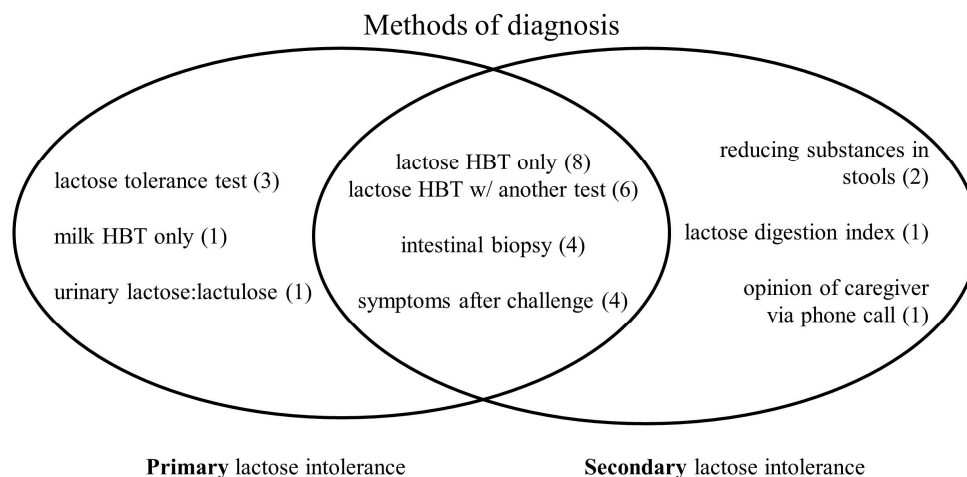 Methods of diagnosis
lactose tolerance test (3)
milk HBT only (1)
urinary lactose:lactulose (1)
lactose HBT only (8)
lactose HBT w/ another test (6)
intestinal biopsy (4)
symptoms after challenge (4)
reducing substances in
stools (2)
lactose digestion index (1)
opinion of caregiver
via phone call (1)
Primary lactose intolerance
Secondary lactose intolerance